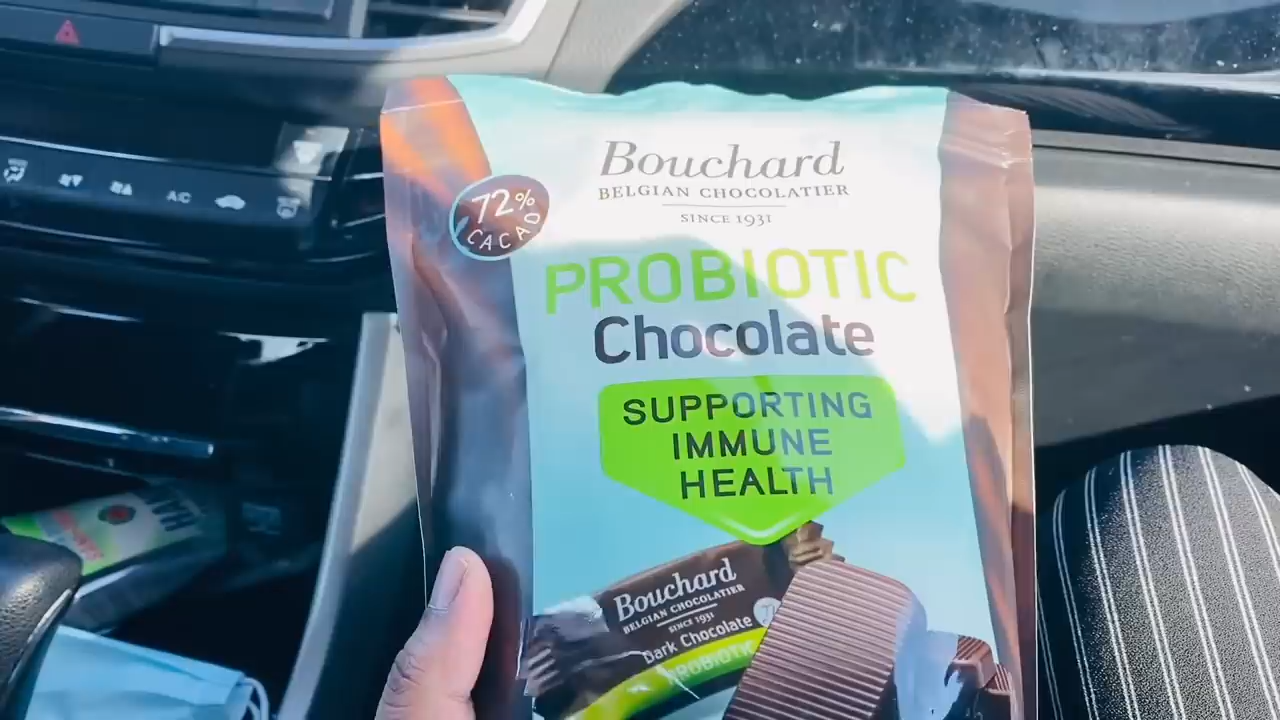 Bouchard
BELGIAN CHOCOLATIER
SINCE 1931
72%
CACAO
PROBIOTIC
Chocolate
SUPPORTING
IMMUNE
HEALTH
Bouchard
BELGIAN CHOCOLATIER
SINCE 1931
Dark Chocolate
PROBIOTIC
A/C